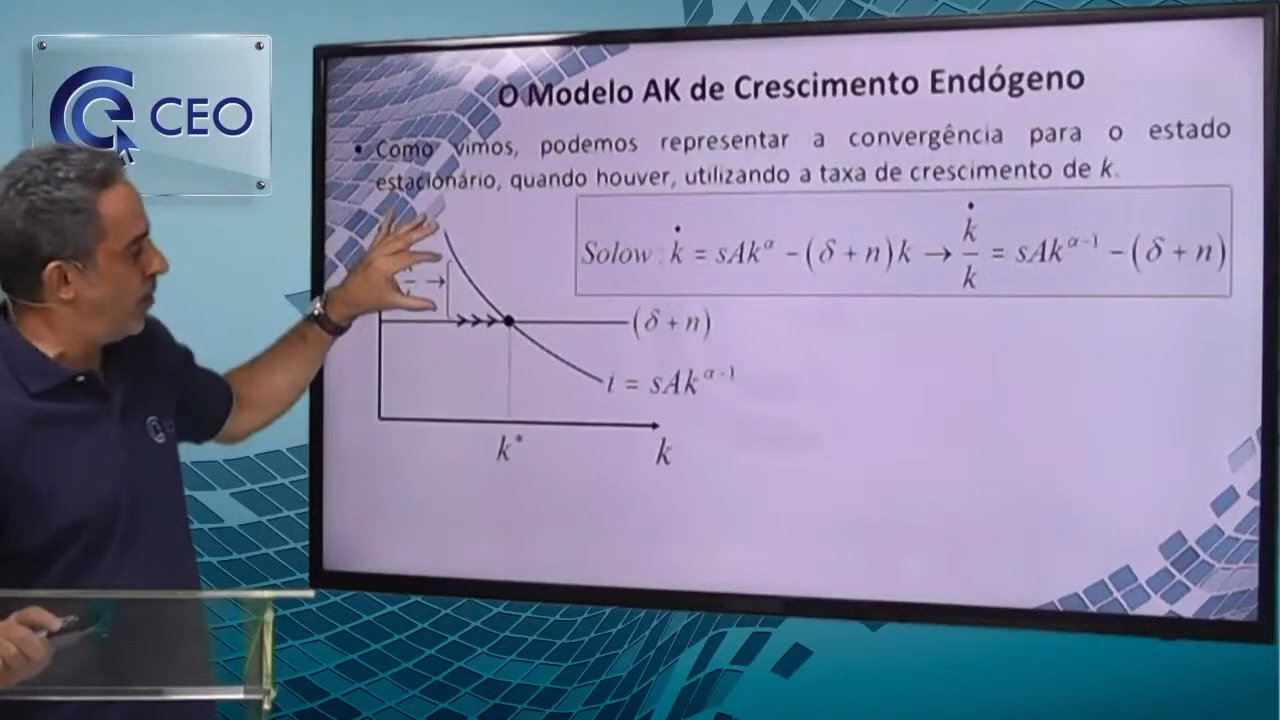 CEO
O Modelo AK de Crescimento Endógeno
• Como vimos, podemos representar a convergência para o estado
estacionário, quando houver, utilizando a taxa de crescimento de k.
Solow: k̇ = sAk^α − (δ + n)k → k̇/k = sAk^(α−1) − (δ + n)
(δ + n)
i = sAk^(α−1)
k*
k